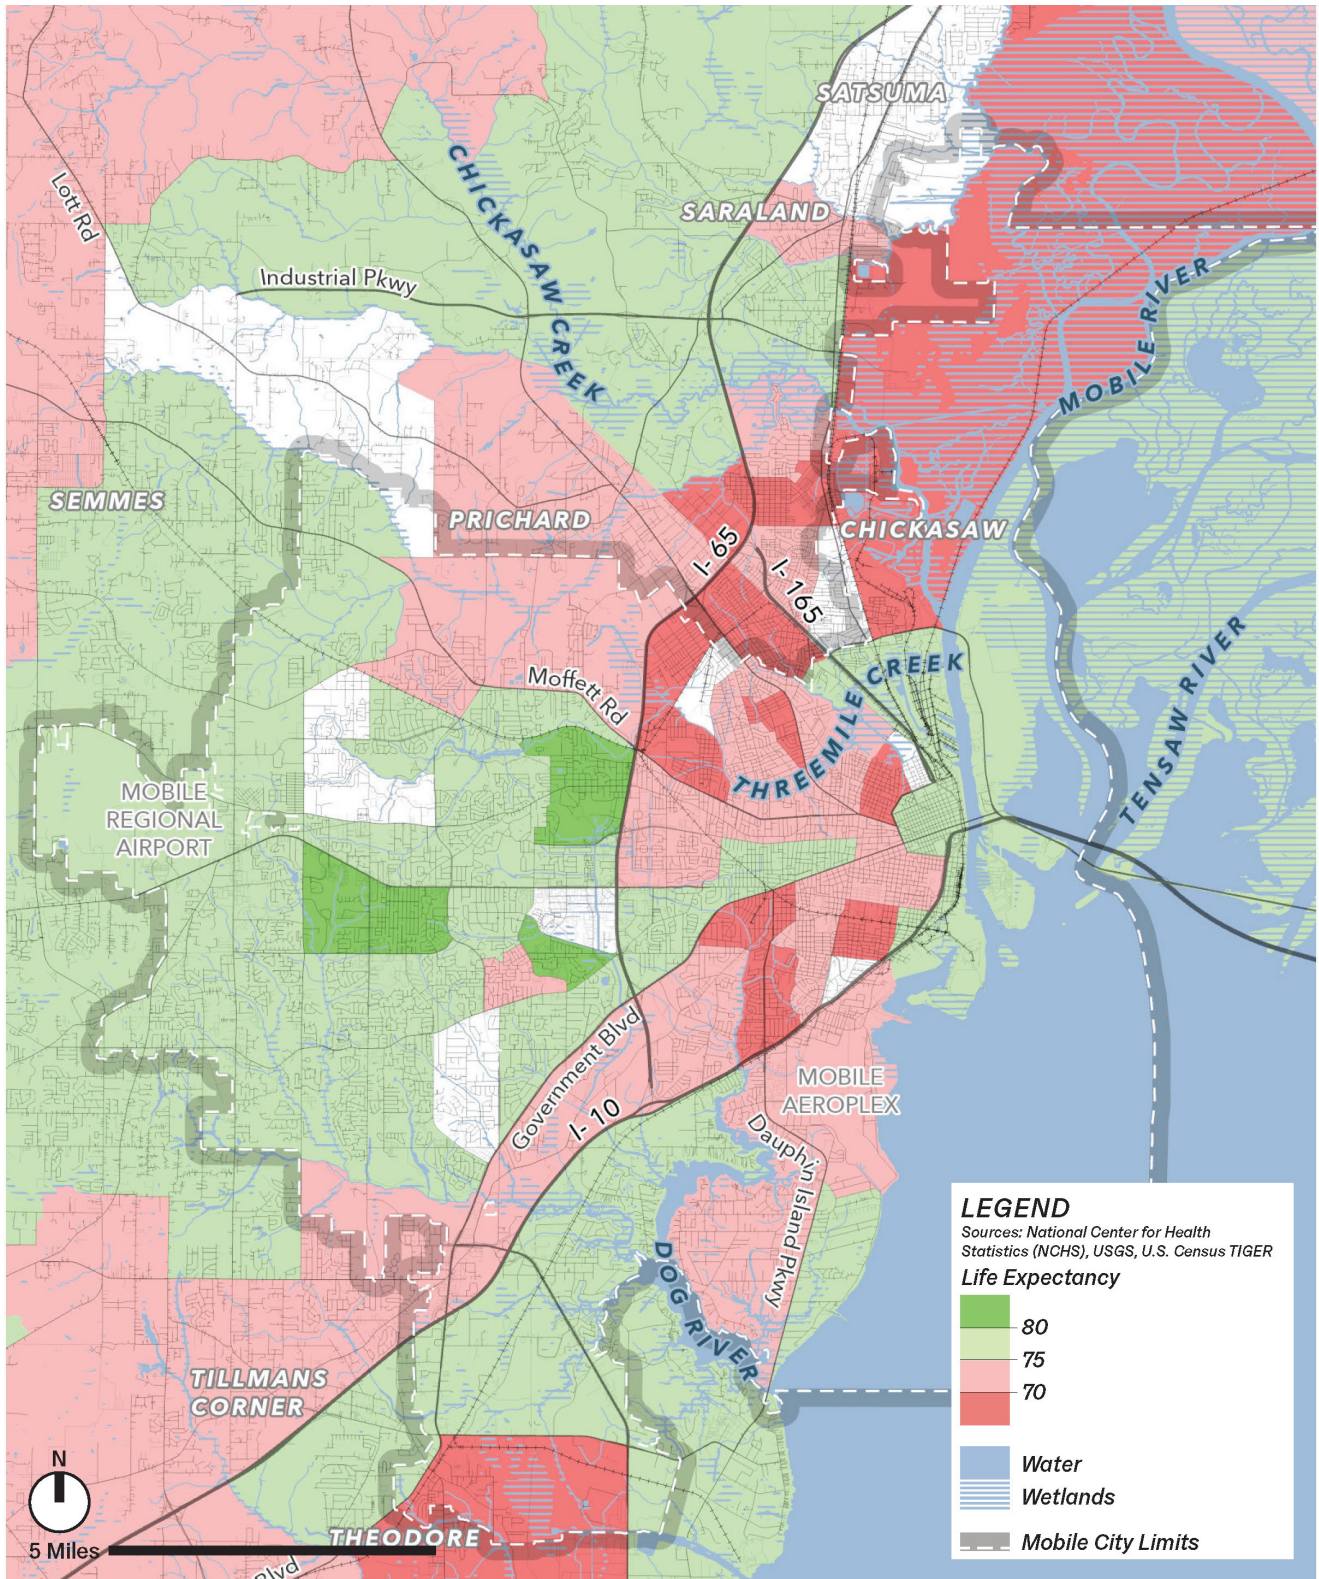 SATSUMA
CHICKASAW CREEK
Lott Rd
SARALAND
Industrial Pkwy
MOBILE RIVER
SEMMES
PRICHARD
CHICKASAW
I-65
I-165
TENSAW RIVER
THREEMILE CREEK
Moffett Rd
MOBILE
REGIONAL
AIRPORT
Government Blvd
I-10
MOBILE
AEROPLEX
Dauphin Island Pkwy
DOG RIVER
TILLMANS
CORNER
THEODORE
Blvd
N
5 Miles
LEGEND
Sources: National Center for Health
Statistics (NCHS), USGS, U.S. Census TIGER
Life Expectancy
80
75
70
Water
Wetlands
Mobile City Limits